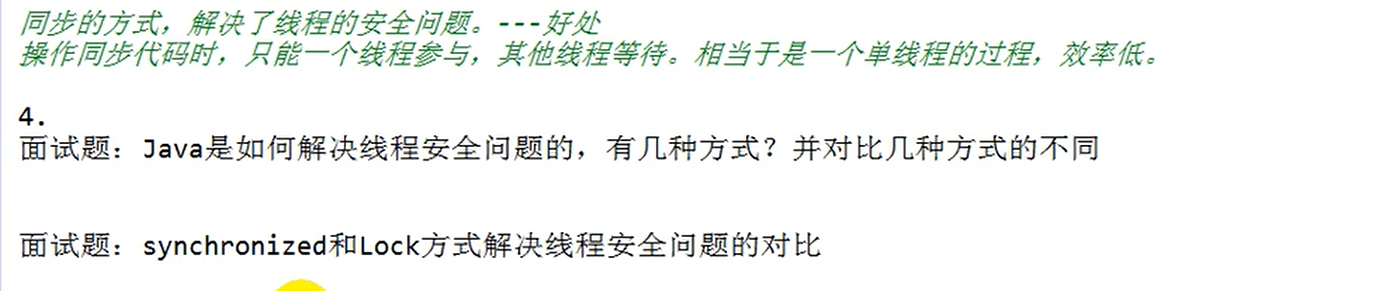 同步的方式，解决了线程的安全问题。---好处
操作同步代码时，只能一个线程参与，其他线程等待。相当于是一个单线程的过程，效率低。
4.
面试题：Java是如何解决线程安全问题的，有几种方式？并对比几种方式的不同
面试题：synchronized和Lock方式解决线程安全问题的对比